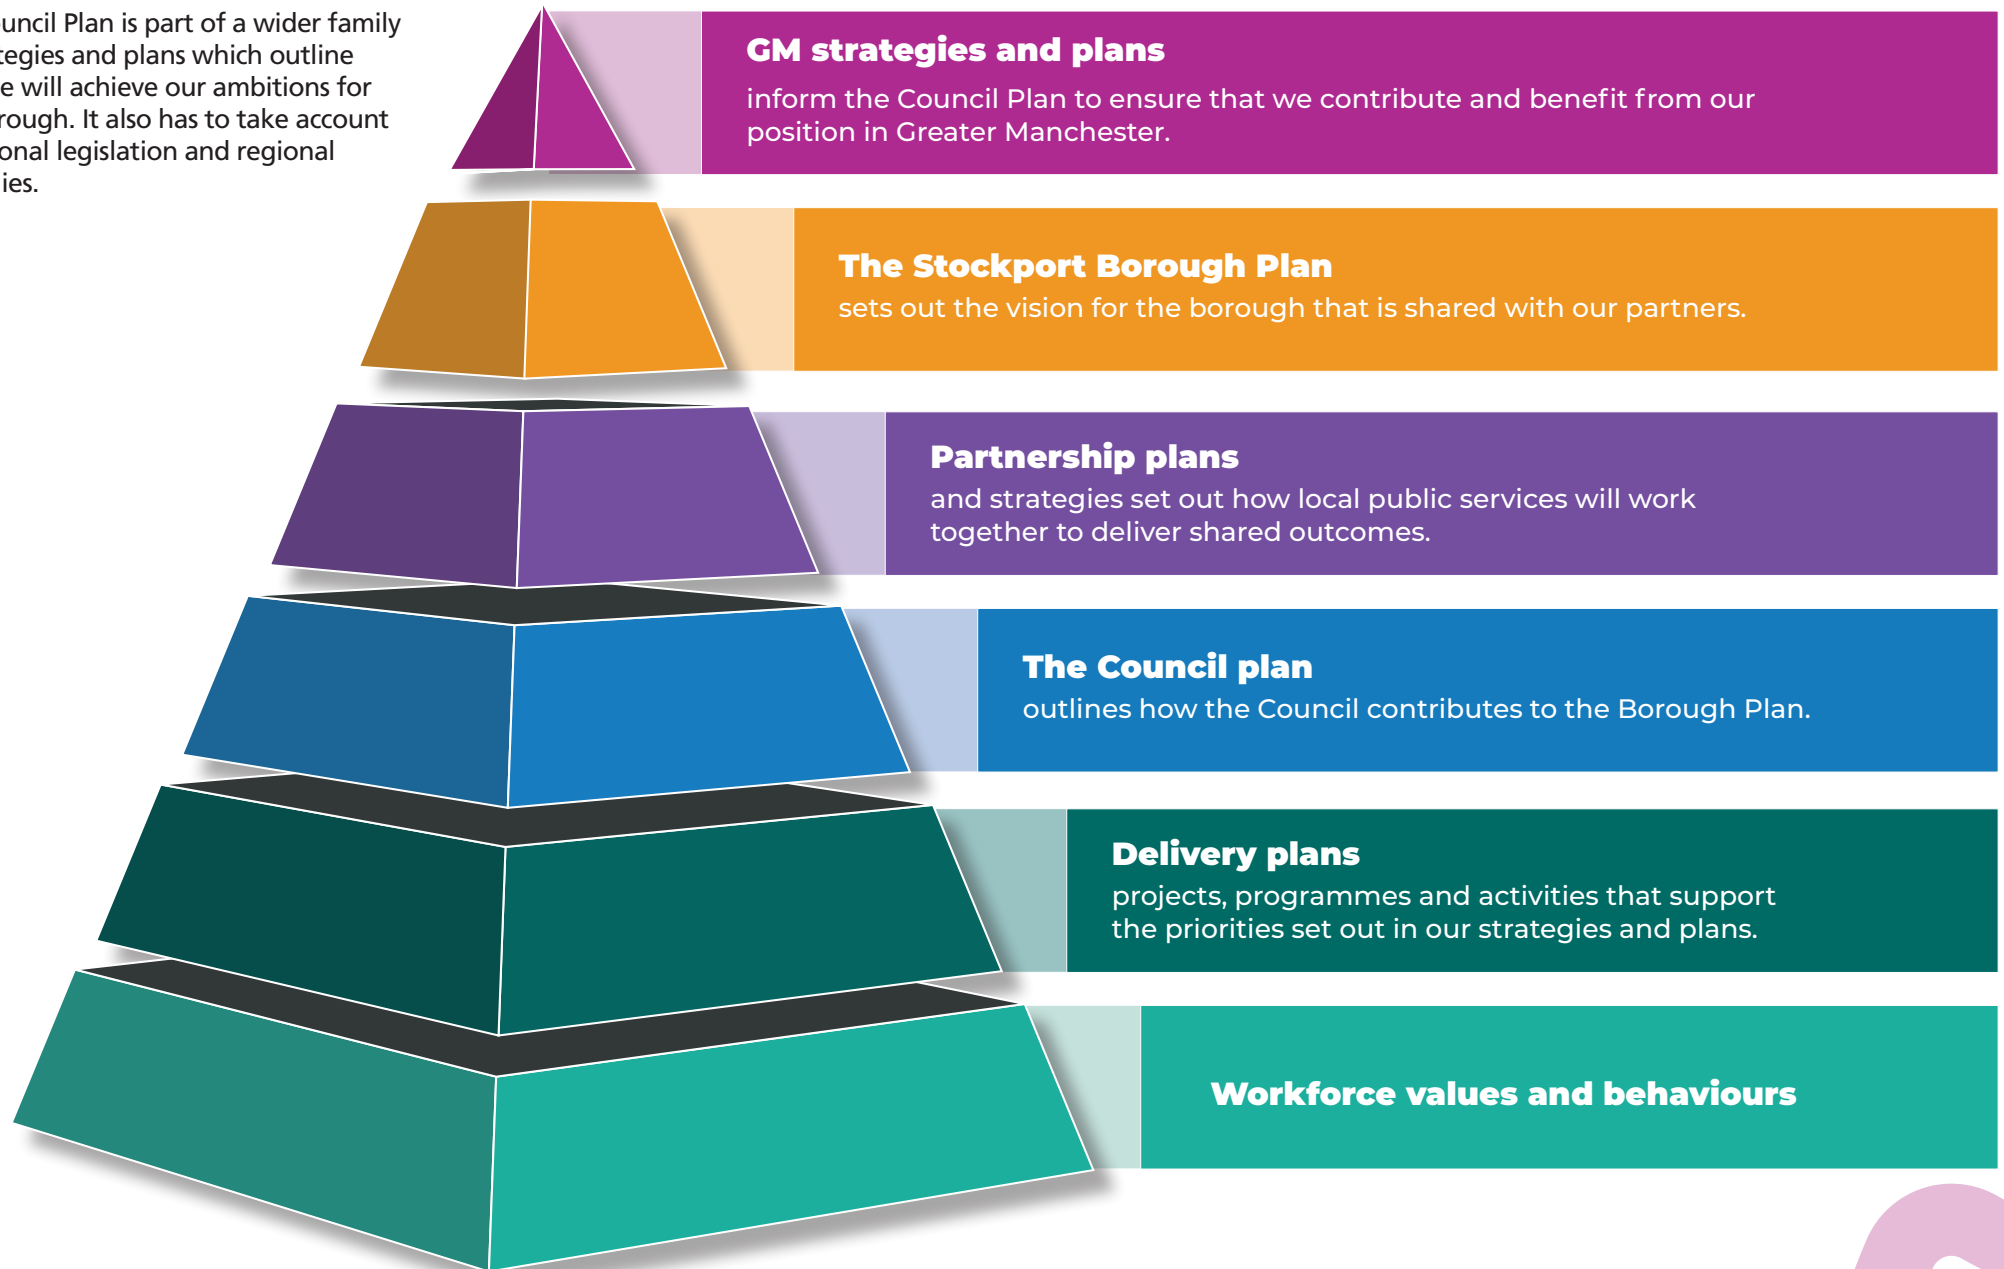 uncil Plan is part of a wider family
tegies and plans which outline
e will achieve our ambitions for
rough. It also has to take account
onal legislation and regional
ies.
GM strategies and plans
inform the Council Plan to ensure that we contribute and benefit from our
position in Greater Manchester.
The Stockport Borough Plan
sets out the vision for the borough that is shared with our partners.
Partnership plans
and strategies set out how local public services will work
together to deliver shared outcomes.
The Council plan
outlines how the Council contributes to the Borough Plan.
Delivery plans
projects, programmes and activities that support
the priorities set out in our strategies and plans.
Workforce values and behaviours